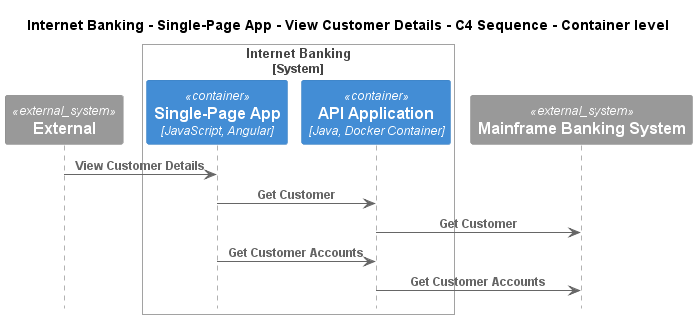 Internet Banking - Single-Page App - View Customer Details - C4 Sequence - Container level
Internet Banking
[System]
«external_system»
External
«container»
Single-Page App
[JavaScript, Angular]
«container»
API Application
[Java, Docker Container]
«external_system»
Mainframe Banking System
View Customer Details
Get Customer
Get Customer
Get Customer Accounts
Get Customer Accounts